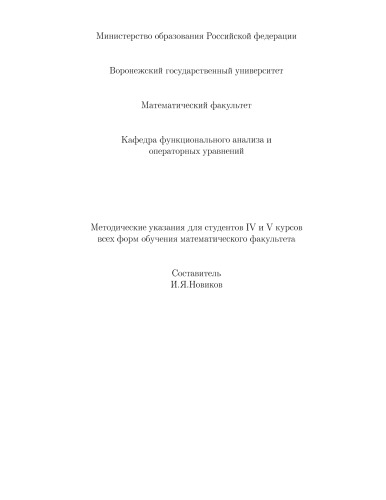 Министерство образования Российской федерации
Воронежский государственный университет
Математический факультет
Кафедра функционального анализа и
операторных уравнений
Методические указания для студентов IV и V курсов
всех форм обучения математического факультета
Составитель
И.Я.Новиков